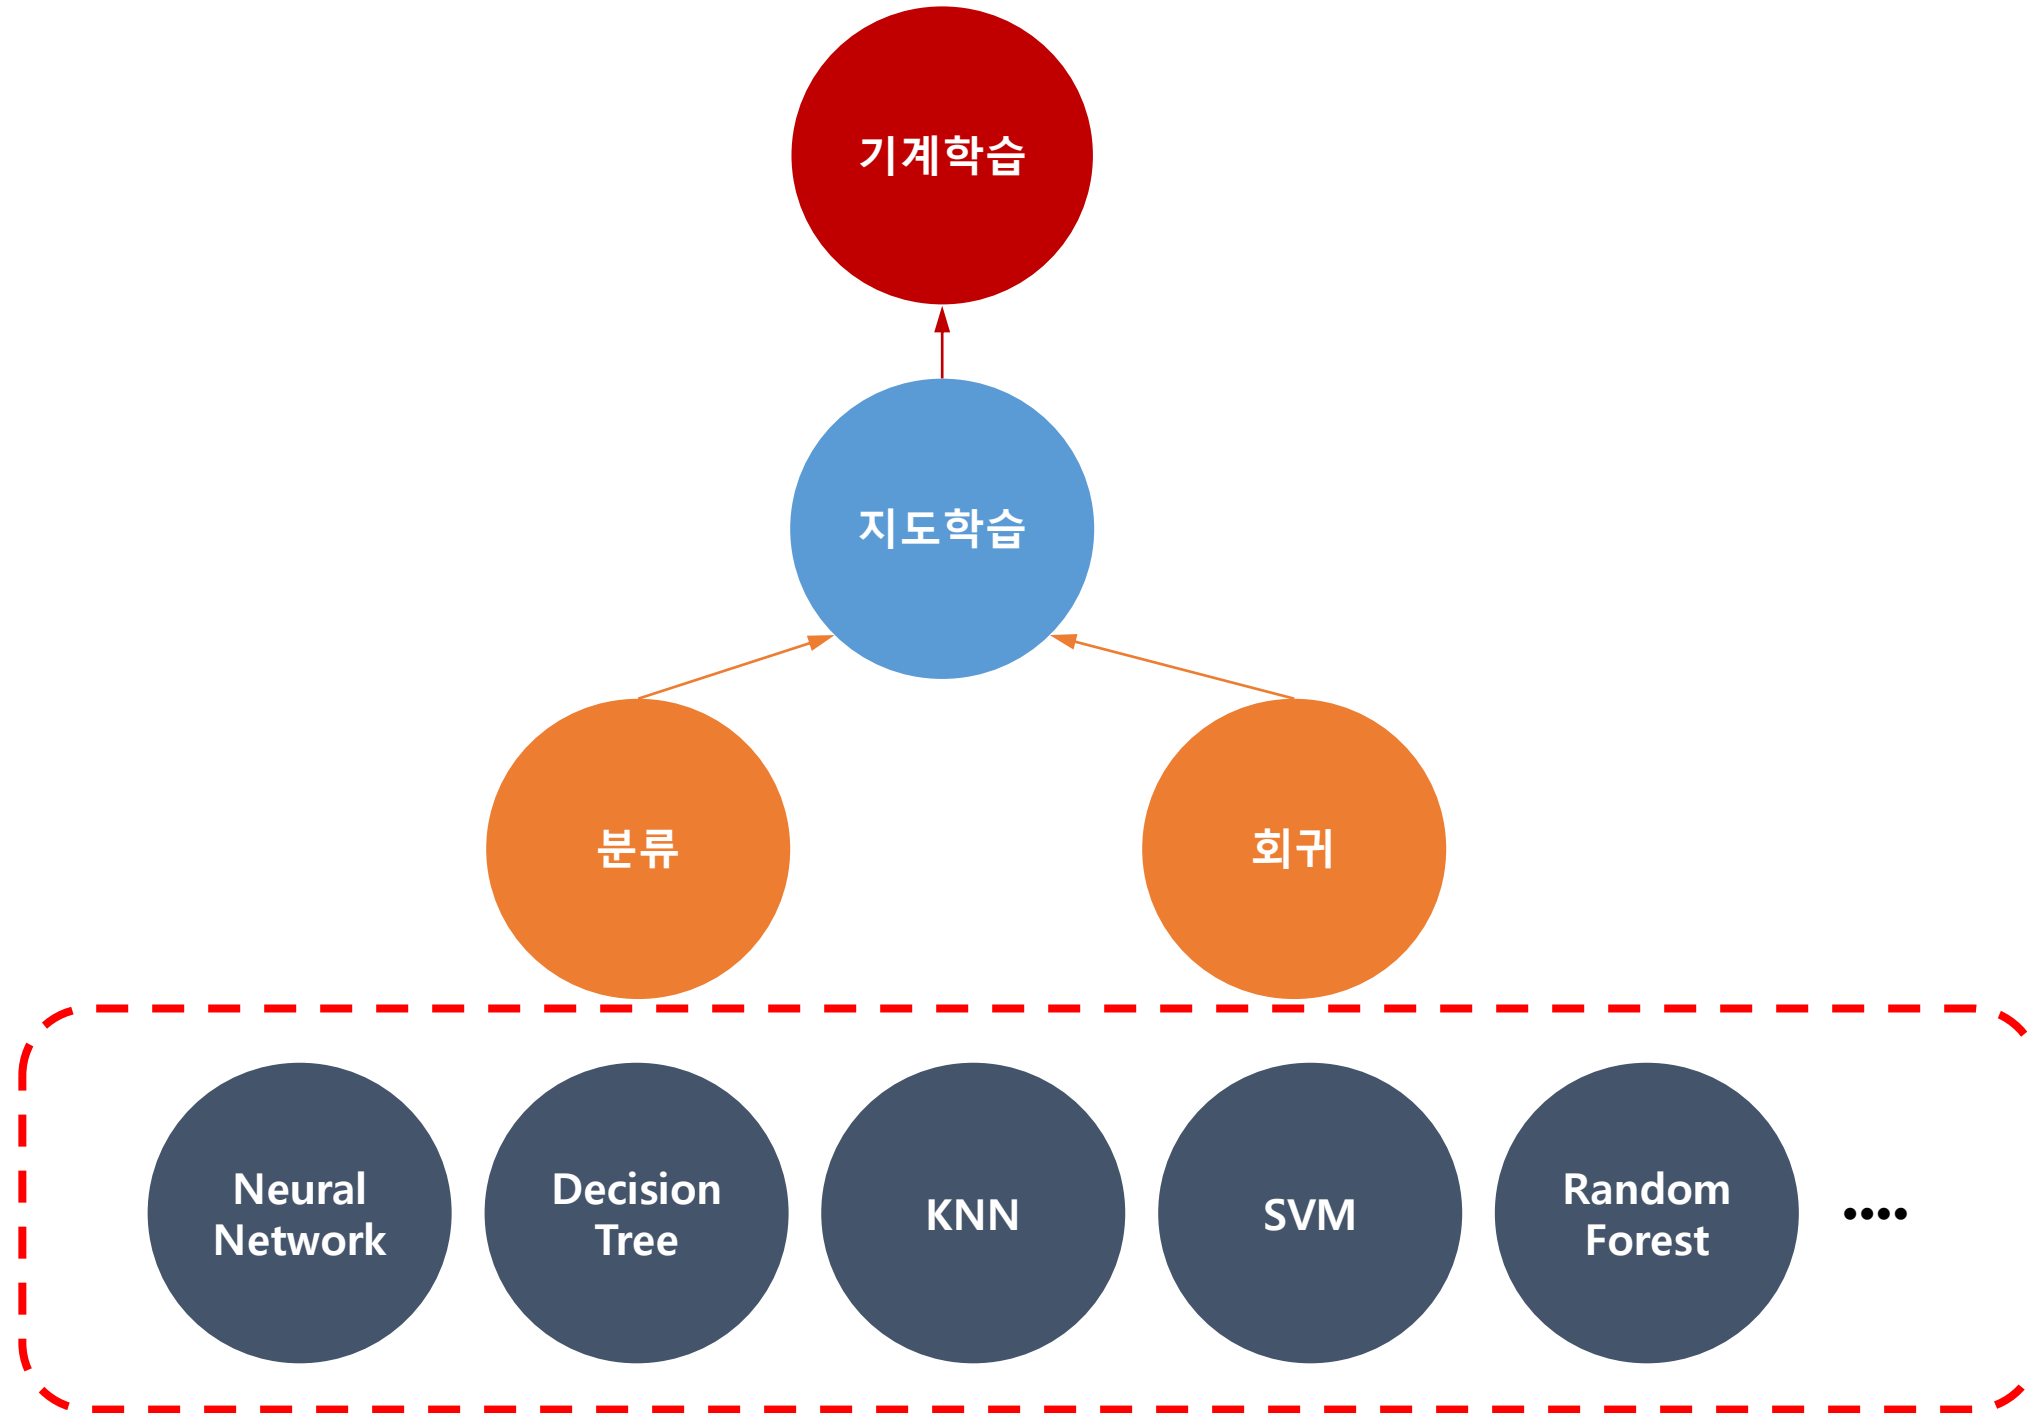 기계학습
지도학습
분류
회귀
Neural
Network
Decision
Tree
KNN
SVM
Random
Forest
••••